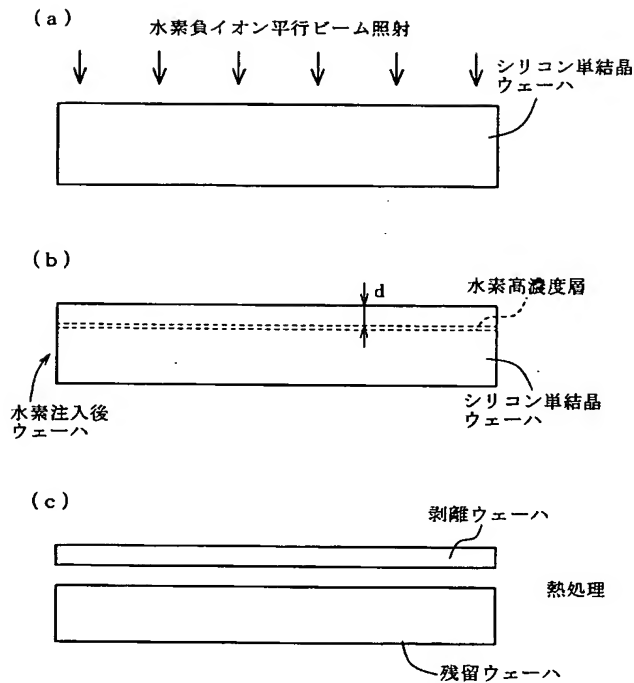 (a)
水素負イオン平行ビーム照射
シリコン単結晶
ウェーハ
(b)
d
水素高濃度層
水素注入後
ウェーハ
シリコン単結晶
ウェーハ
(c)
剥離ウェーハ
熱処理
残留ウェーハ